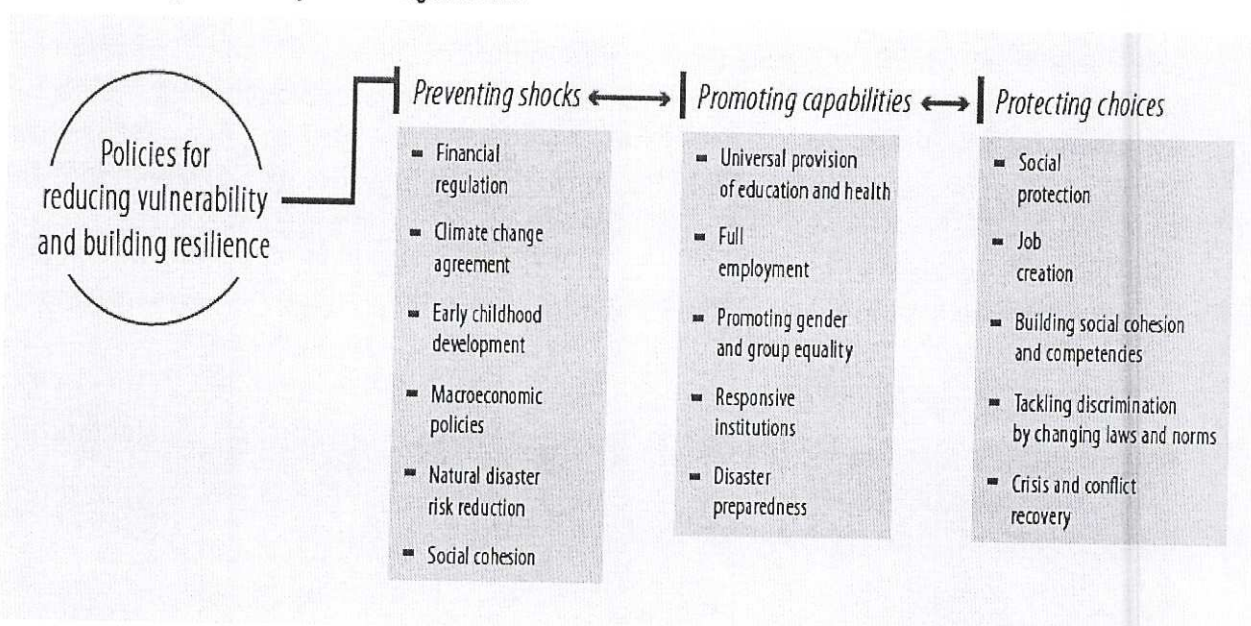 Policies for
reducing vulnerability
and building resilience
Preventing shocks
- Financial
regulation
- Climate change
agreement
- Early childhood
development
- Macroeconomic
policies
- Natural disaster
risk reduction
- Social cohesion
Promoting capabilities
- Universal provision
of education and health
- Full
employment
- Promoting gender
and group equality
- Responsive
institutions
- Disaster
preparedness
Protecting choices
- Social
protection
- Job
creation
- Building social cohesion
and competencies
- Tackling discrimination
by changing laws and norms
- Crisis and conflict
recovery